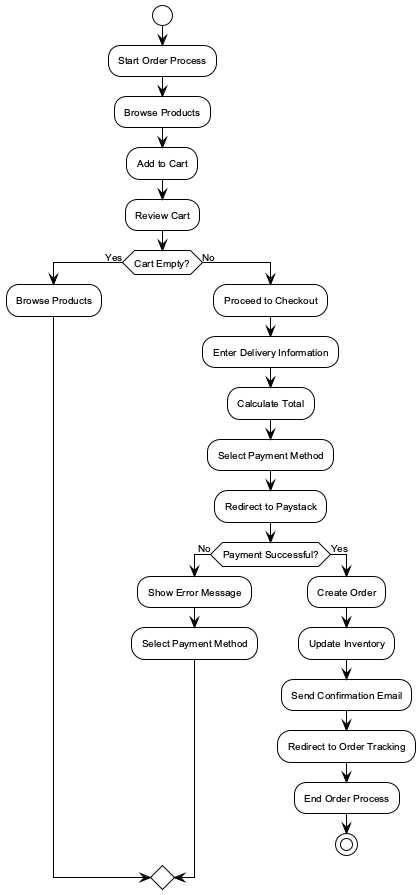 Start Order Process
Browse Products
Add to Cart
Review Cart
Yes
Cart Empty?
No
Browse Products
Proceed to Checkout
Enter Delivery Information
Calculate Total
Select Payment Method
Redirect to Paystack
No
Payment Successful?
Yes
Show Error Message
Create Order
Select Payment Method
Update Inventory
Send Confirmation Email
Redirect to Order Tracking
End Order Process